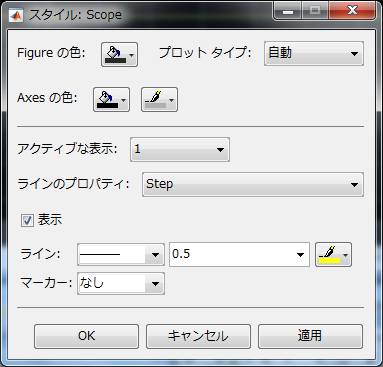 スタイル: Scope
Figure の色: プロット タイプ: 自動
Axes の色:
アクティブな表示: 1
ラインのプロパティ: Step
表示
ライン: 0.5
マーカー: なし
OK キャンセル 適用